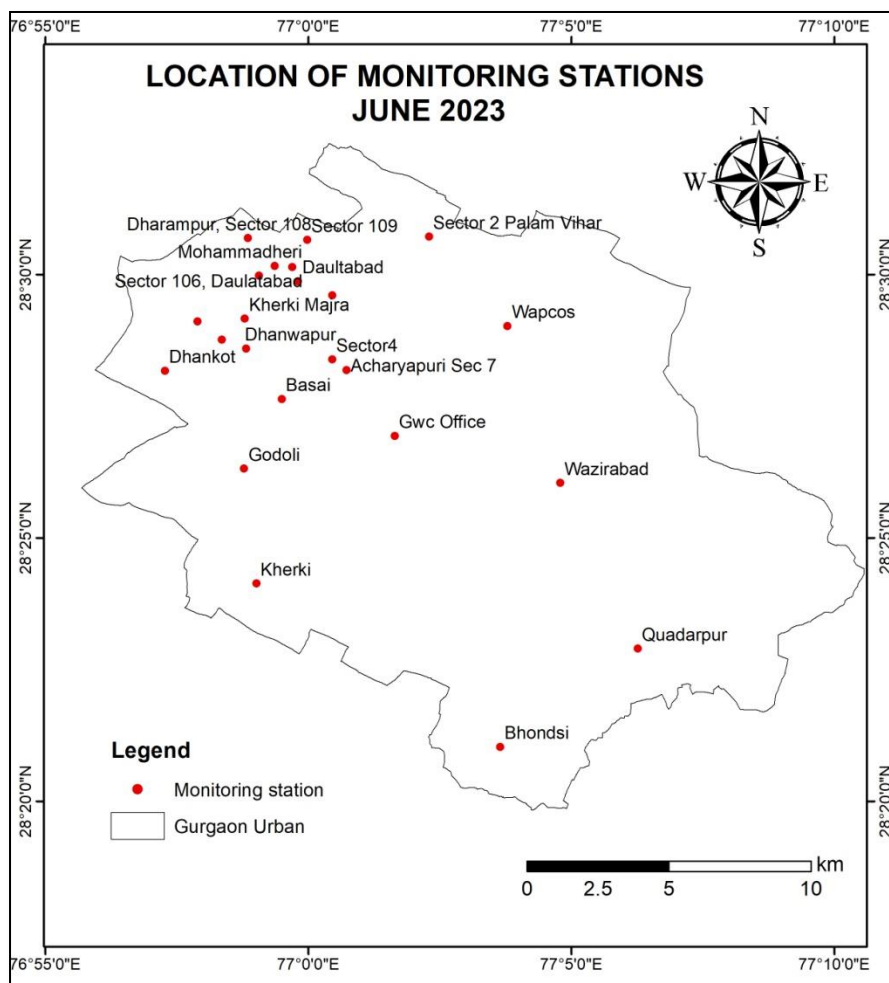 76°55'0"E 77°0'0"E 77°5'0"E 77°10'0"E
LOCATION OF MONITORING STATIONS
JUNE 2023
N
W E
S
Dharampur, Sector 108
Sector 109
Sector 2 Palam Vihar
Mohammadheri
Daultabad
Sector 106, Daulatabad
28°30'0"N 28°30'0"N
Kherki Majra
Wapcos
Dhanwapur
Sector4
Dhankot
Acharyapuri Sec 7
Basai
Gwc Office
Godoli
Wazirabad
28°25'0"N 28°25'0"N
Kherki
Quadarpur
Bhondsi
Legend
Monitoring station
Gurgaon Urban
28°20'0"N 28°20'0"N
km
0 2.5 5 10
76°55'0"E 77°0'0"E 77°5'0"E 77°10'0"E